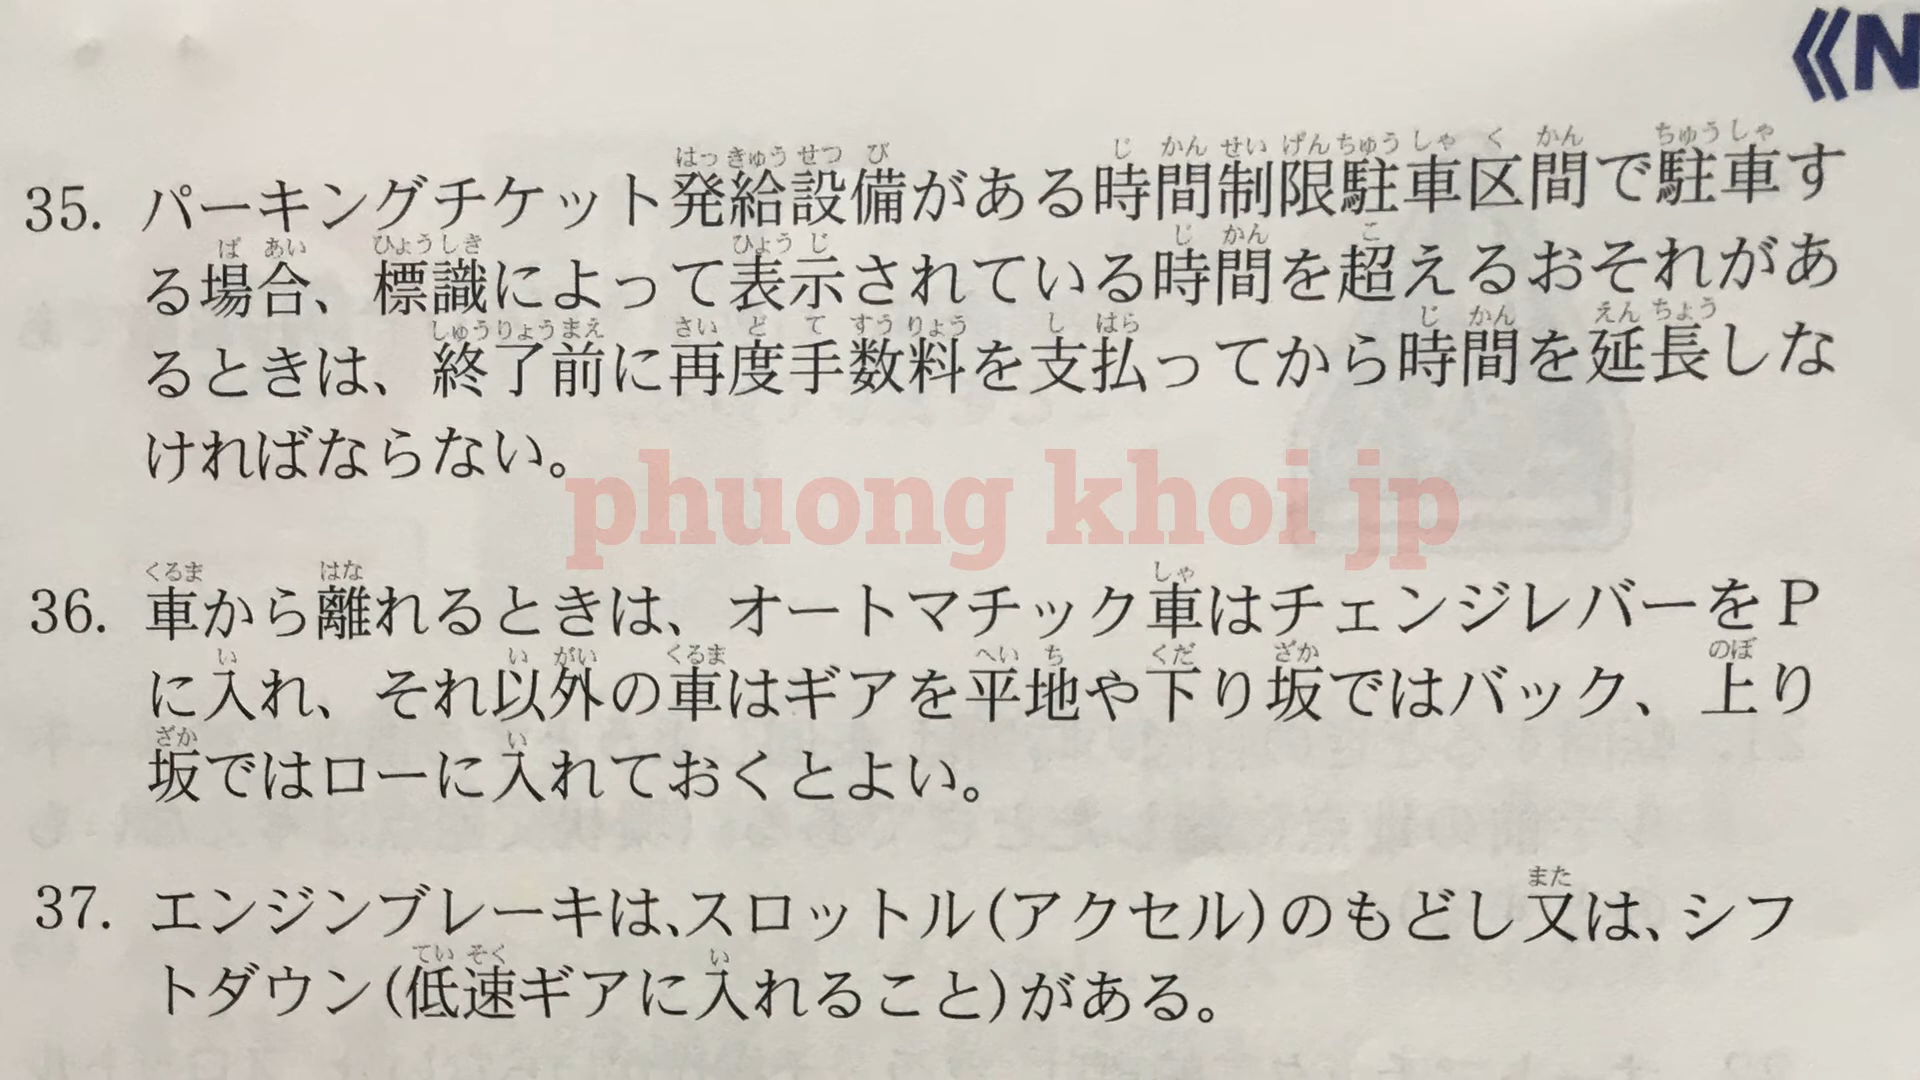 《N
35. パーキングチケット発給設備がある時間制限駐車区間で駐車す
る場合、標識によって表示されている時間を超えるおそれがあ
るときは、終了前に再度手数料を支払ってから時間を延長しな
ければならない。
phuong khoi jp
36. 車から離れるときは、オートマチック車はチェンジレバーをP
に入れ、それ以外の車はギアを平地や下り坂ではバック、上り
坂ではローに入れておくとよい。
37. エンジンブレーキは、スロットル(アクセル)のもどし又は、シフ
トダウン(低速ギアに入れること)がある。